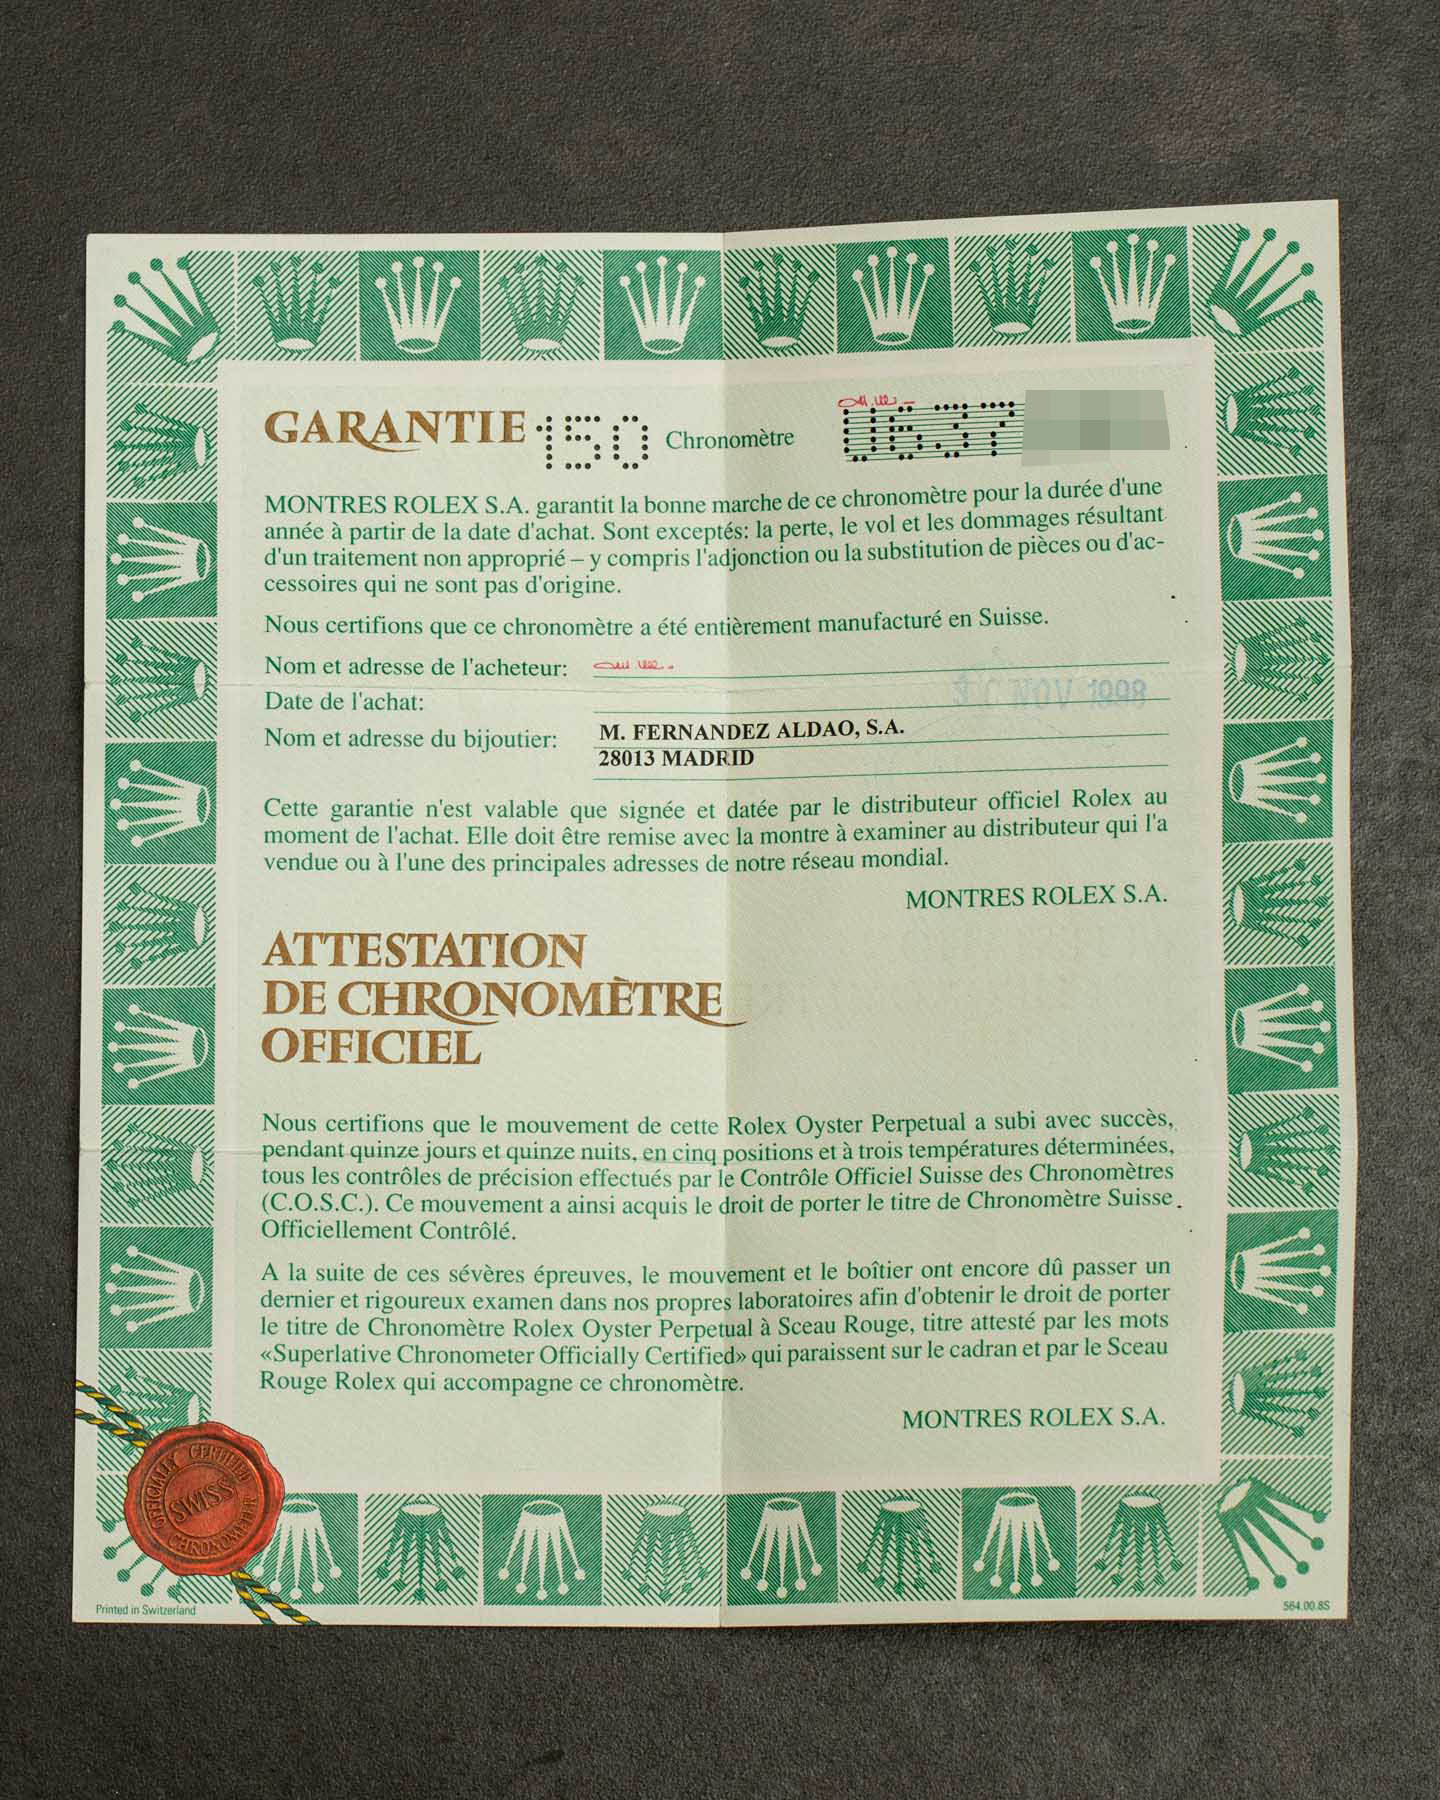 GARANTIE 150 Chronomètre
MONTRES ROLEX S.A. garantit la bonne marche de ce chronomètre pour la durée d'une
année à partir de la date d'achat. Sont exceptés: la perte, le vol et les dommages résultant
d'un traitement non approprié – y compris l'adjonction ou la substitution de pièces ou d'ac-
cessoires qui ne sont pas d'origine.
Nous certifions que ce chronomètre a été entièrement manufacturé en Suisse.
Nom et adresse de l'acheteur:
Date de l'achat:
Nom et adresse du bijoutier: M. FERNANDEZ ALDAO, S.A.
28013 MADRID
Cette garantie n'est valable que signée et datée par le distributeur officiel Rolex au
moment de l'achat. Elle doit être remise avec la montre à examiner au distributeur qui l'a
vendue ou à l'une des principales adresses de notre réseau mondial.
MONTRES ROLEX S.A.
ATTESTATION
DE CHRONOMÈTRE
OFFICIEL
Nous certifions que le mouvement de cette Rolex Oyster Perpetual a subi avec succès,
pendant quinze jours et quinze nuits, en cinq positions et à trois températures déterminées,
tous les contrôles de précision effectués par le Contrôle Officiel Suisse des Chronomètres
(C.O.S.C.). Ce mouvement a ainsi acquis le droit de porter le titre de Chronomètre Suisse
Officiellement Contrôlé.
A la suite de ces sévères épreuves, le mouvement et le boîtier ont encore dû passer un
dernier et rigoureux examen dans nos propres laboratoires afin d'obtenir le droit de porter
le titre de Chronomètre Rolex Oyster Perpetual à Sceau Rouge, titre attesté par les mots
«Superlative Chronometer Officially Certified» qui paraissent sur le cadran et par le Sceau
Rouge Rolex qui accompagne ce chronomètre.
MONTRES ROLEX S.A.
OFFICIALLY CERTIFIED
SWISS
CHRONOMETER
Printed in Switzerland
564.00.8S